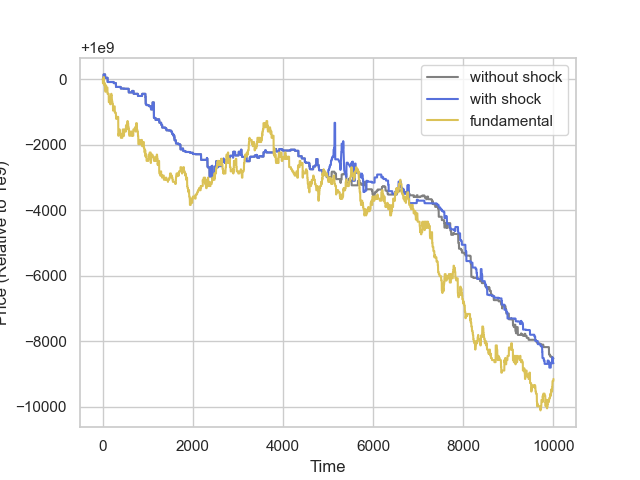 +1e9
without shock
with shock
fundamental
0
−2000
−4000
−6000
−8000
−10000
Price (Relative to 1e9)
0
2000
4000
6000
8000
10000
Time